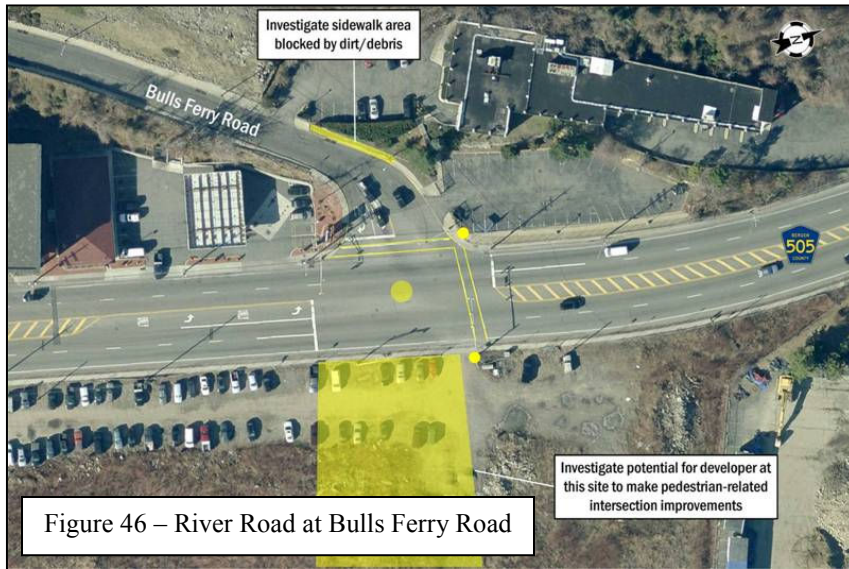 Investigate sidewalk area
blocked by dirt/debris
N
Bulls Ferry Road
BERGEN
505
COUNTY
Investigate potential for developer at
this site to make pedestrian-related
intersection improvements
Figure 46 – River Road at Bulls Ferry Road